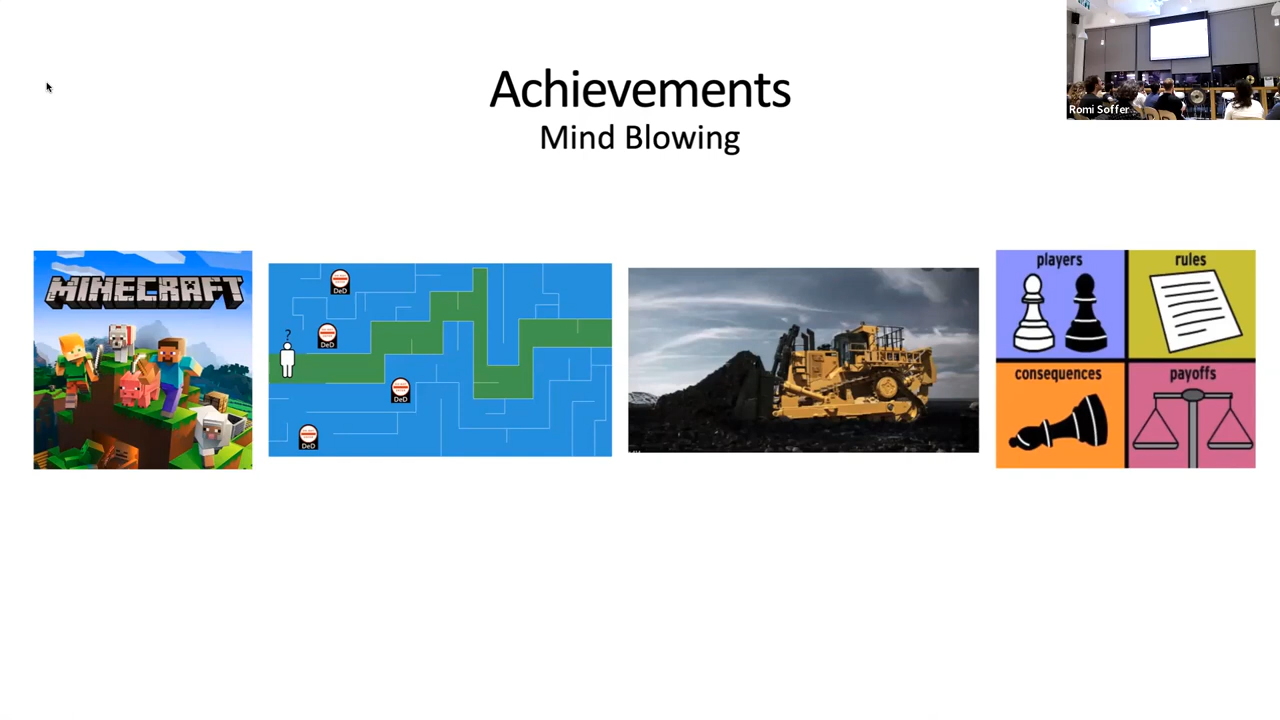 Achievements
Mind Blowing
Romi Soffer
MINECRAFT
?
DeD
DeD
DeD
DeD
players
rules
consequences
payoffs